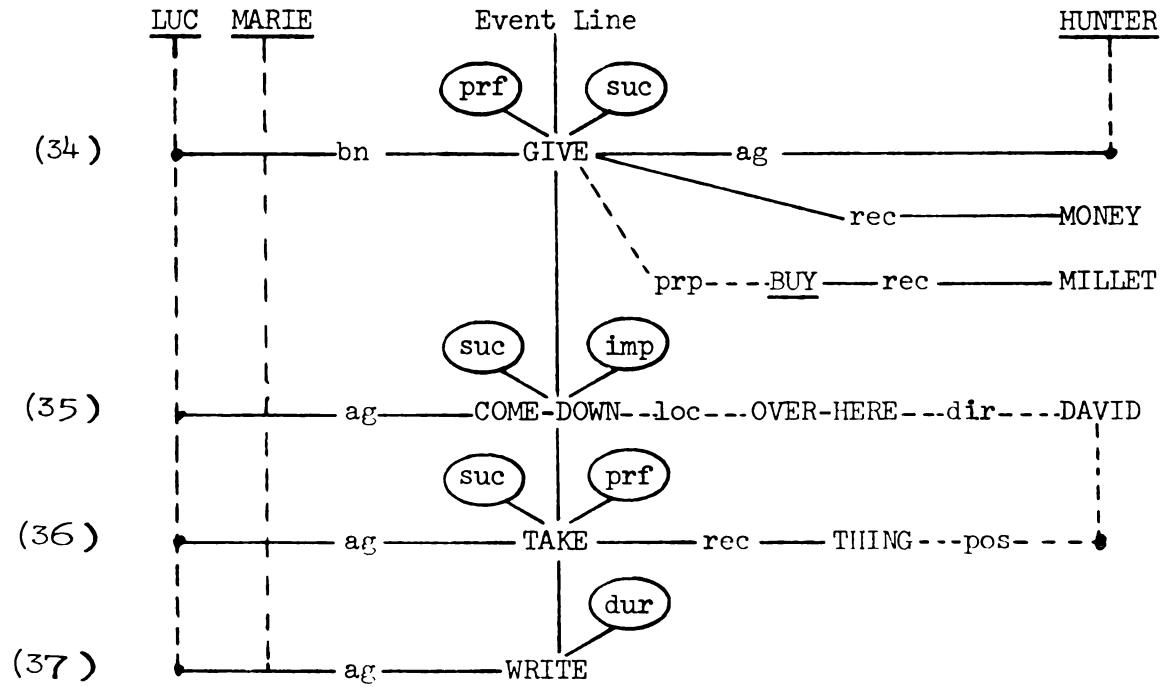 LUC MARIE Event Line HUNTER
prf suc
(34) bn GIVE ag
rec MONEY
prp BUY rec MILLET
suc imp
(35) ag COME-DOWN loc OVER-HERE dir DAVID
suc prf
(36) ag TAKE rec THING pos
dur
(37) ag WRITE